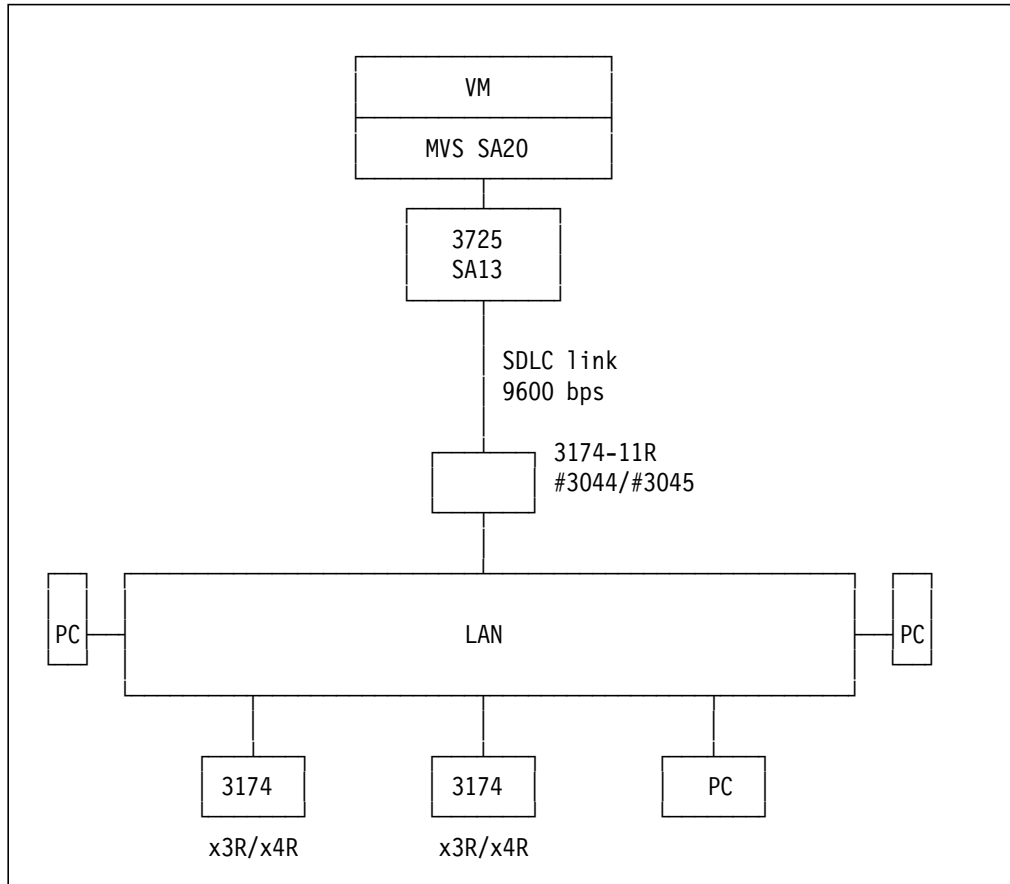 VM
MVS SA20
3725
SA13
SDLC link
9600 bps
3174-11R
#3044/#3045
PC
LAN
PC
3174
3174
PC
x3R/x4R
x3R/x4R